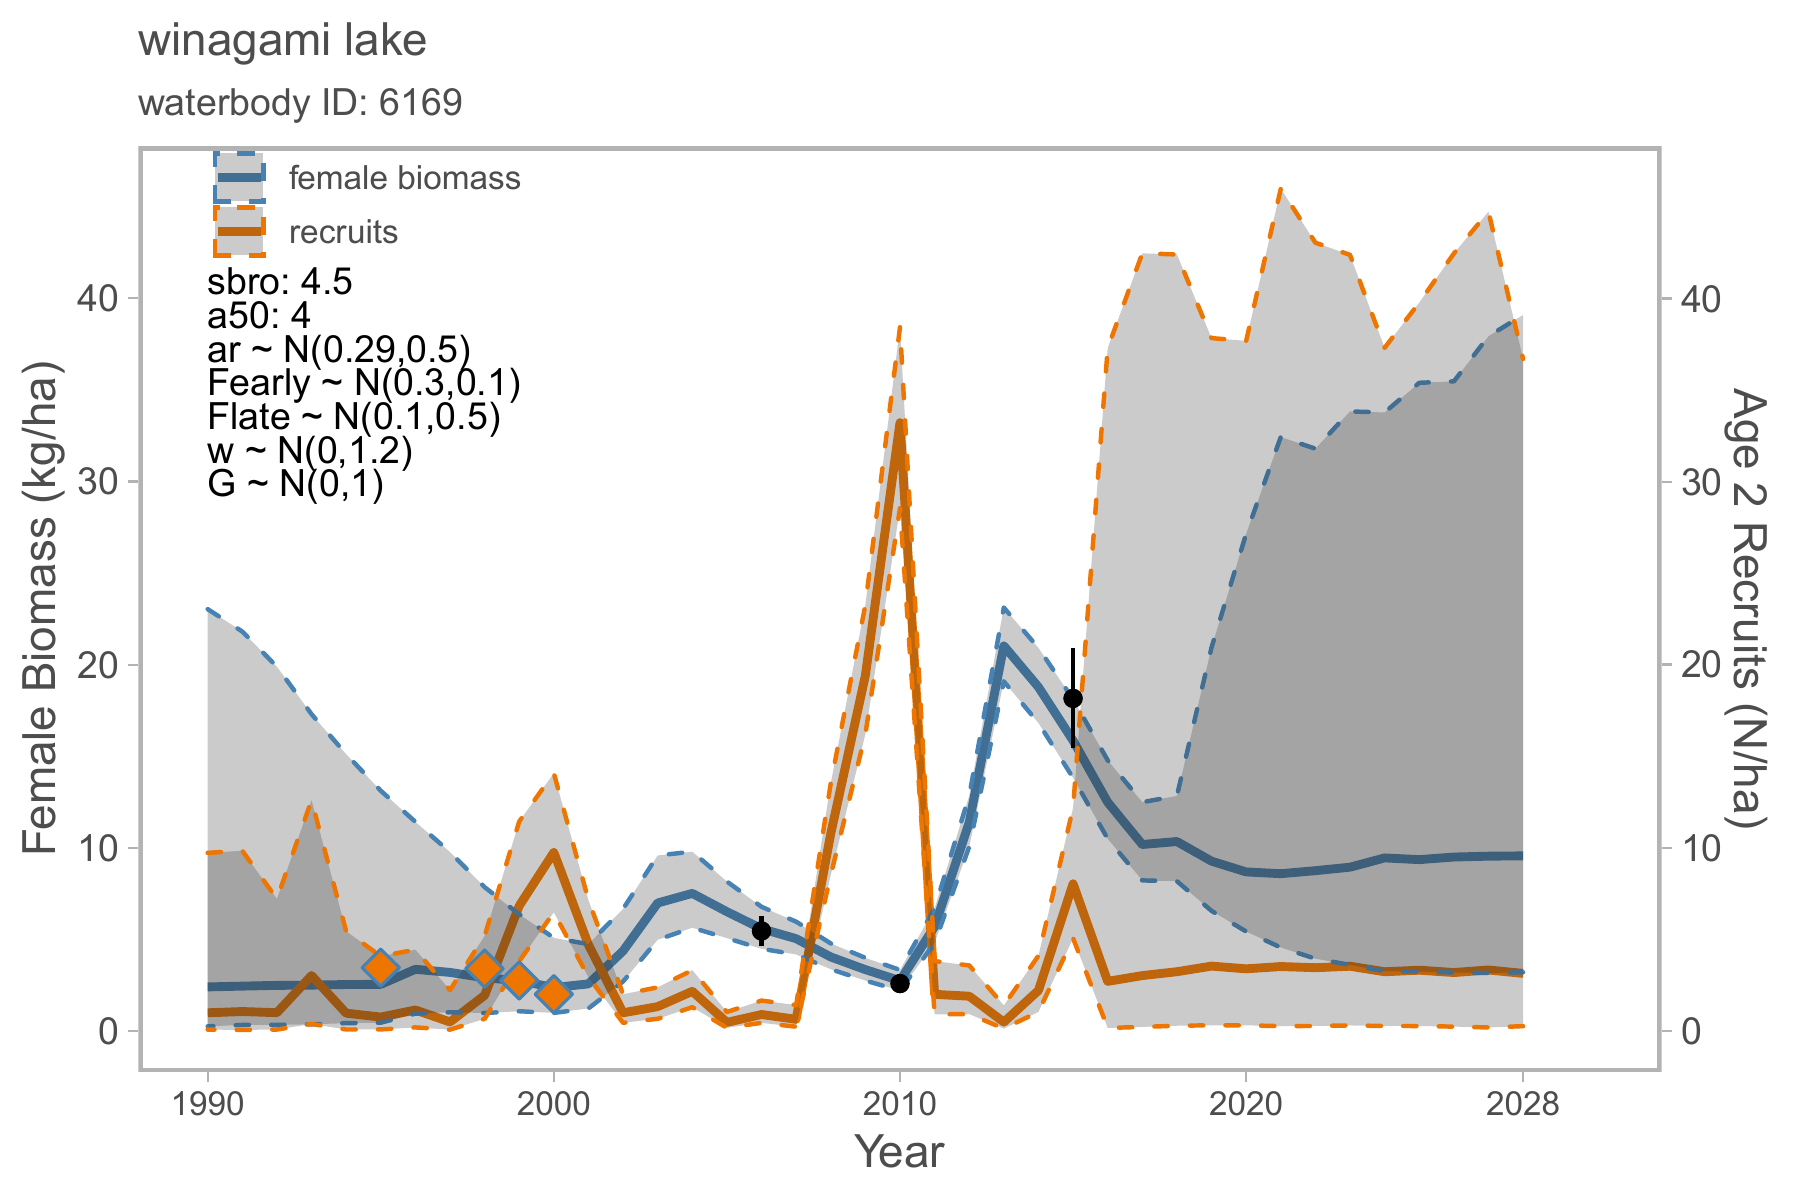 winagami lake
waterbody ID: 6169
female biomass
recruits
sbro: 4.5
a50: 4
ar ~ N(0.29,0.5)
Fearly ~ N(0.3,0.1)
Flate ~ N(0.1,0.5)
w ~ N(0,1.2)
G ~ N(0,1)
Female Biomass (kg/ha)
40
30
20
10
0
40
30
20
10
0
Age 2 Recruits (N/ha)
1990
2000
2010
2020
2028
Year